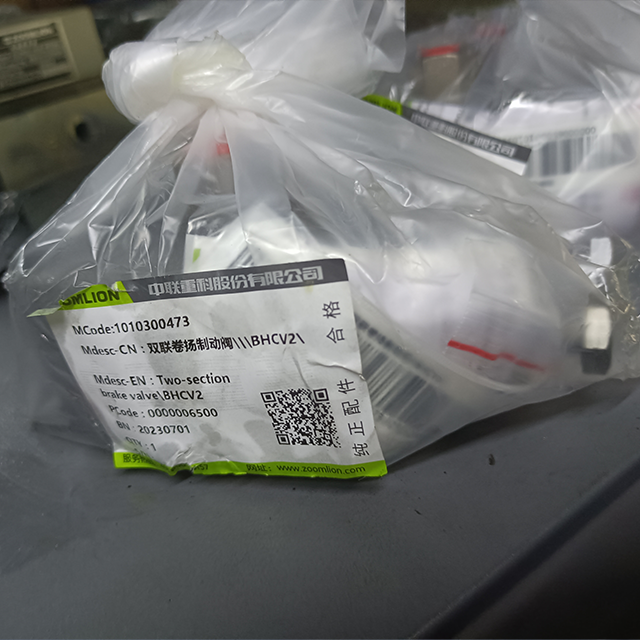 ZOOMLION 中联重科股份有限公司
MCode:1010300473
Mdesc-CN : 双联卷扬制动阀\\\BHCV2\
Mdesc-EN : Two-section
brake valve\BHCV2
PCode : 0000006500
BN : 20230701
QTY : 1
合格
纯正配件
网址: www.zoomlion.com